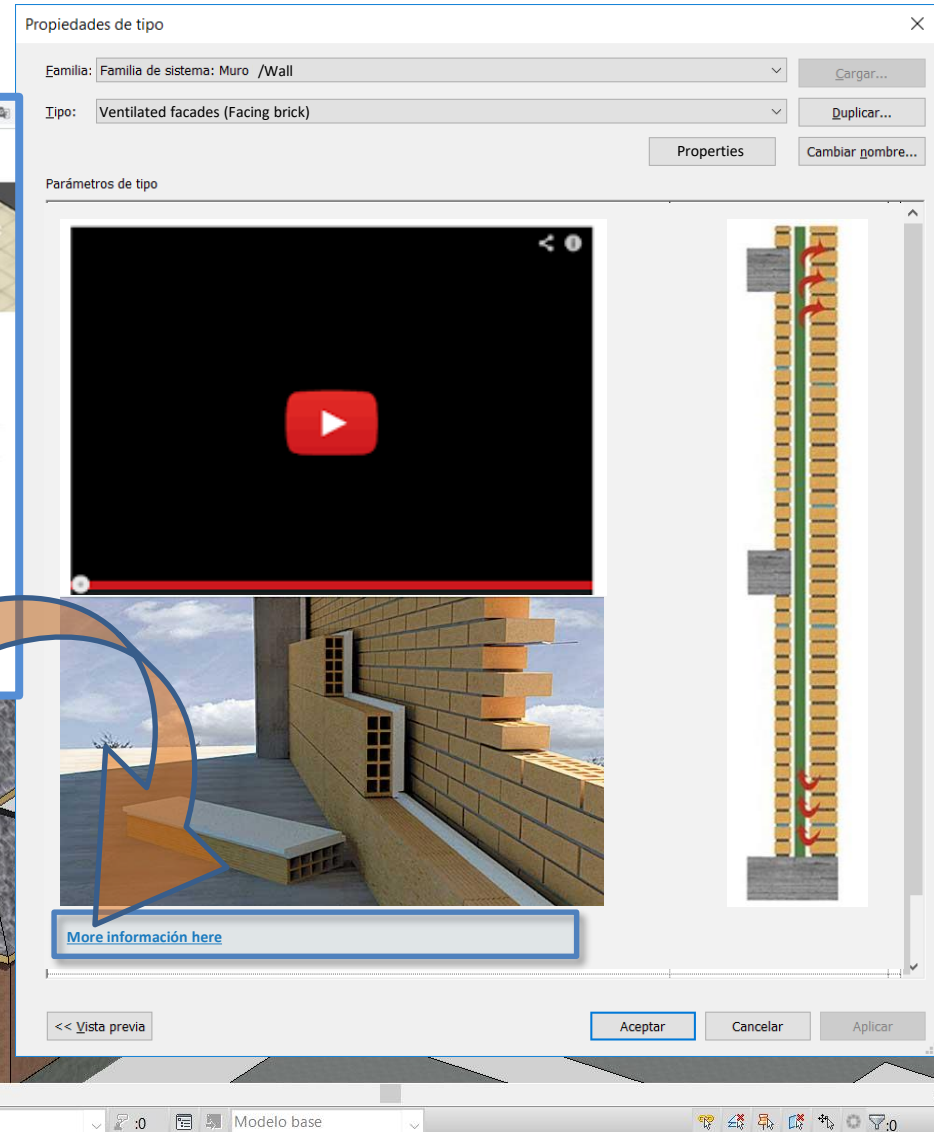 Propiedades de tipo
Familia: Familia de sistema: Muro /Wall
Cargar...
Tipo: Ventilated facades (Facing brick)
Duplicar...
Properties
Cambiar nombre...
Parámetros de tipo
More información here
<< Vista previa
Aceptar
Cancelar
Aplicar
:0
Modelo base
:0